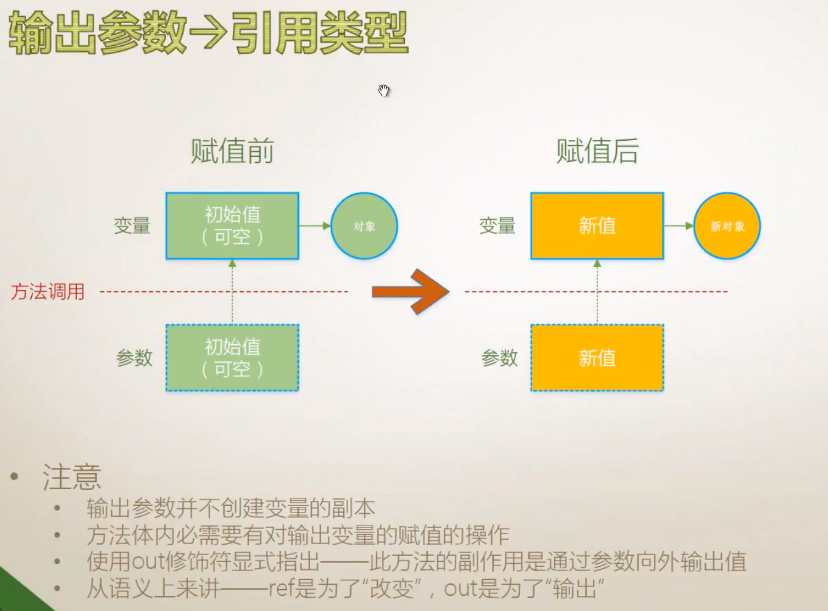 输出参数→引用类型
赋值前
赋值后
变量
初始值
（可空）
对象
变量
新值
新对象
方法调用
参数
初始值
（可空）
参数
新值
• 注意
• 输出参数并不创建变量的副本
• 方法体内必需要有对输出变量的赋值的操作
• 使用out修饰符显式指出——此方法的副作用是通过参数向外输出值
• 从语义上来讲——ref是为了“改变”，out是为了“输出”